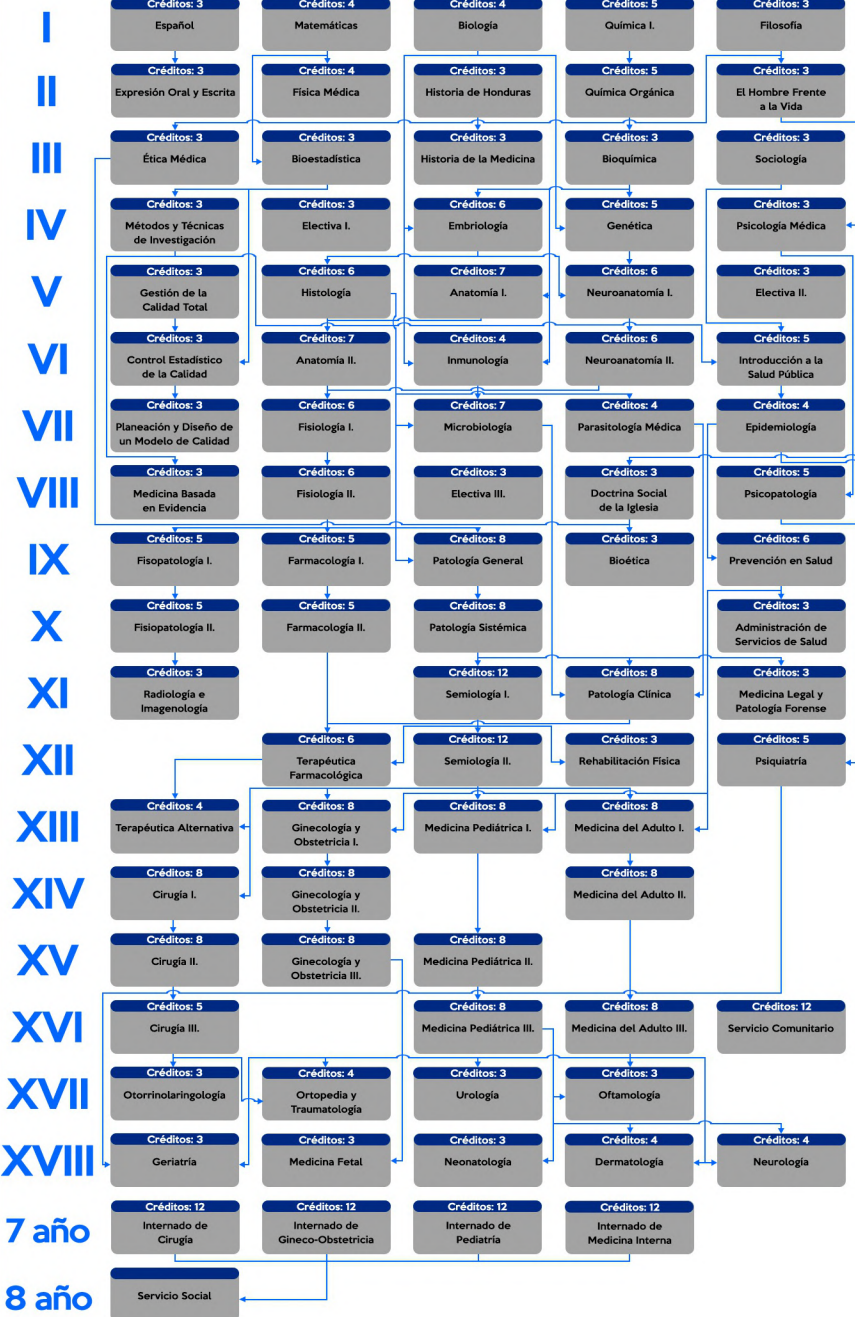 I
Créditos: 3
Español
Créditos: 4
Matemáticas
Créditos: 4
Biología
Créditos: 5
Química I.
Créditos: 3
Filosofía
II
Créditos: 3
Expresión Oral y Escrita
Créditos: 4
Física Médica
Créditos: 3
Historia de Honduras
Créditos: 5
Química Orgánica
Créditos: 3
El Hombre Frente
a la Vida
III
Créditos: 3
Ética Médica
Créditos: 3
Bioestadística
Créditos: 3
Historia de la Medicina
Créditos: 3
Bioquímica
Créditos: 3
Sociología
IV
Créditos: 3
Métodos y Técnicas
de Investigación
Créditos: 3
Electiva I.
Créditos: 6
Embriología
Créditos: 3
Genética
Créditos: 3
Psicología Médica
V
Créditos: 3
Gestión de la
Calidad Total
Créditos: 6
Histología
Créditos: 7
Anatomía I.
Créditos: 6
Neuroanatomía I.
Créditos: 3
Electiva II.
VI
Créditos: 3
Control Estadístico
de la Calidad
Créditos: 7
Anatomía II.
Créditos: 4
Inmunología
Créditos: 6
Neuroanatomía II.
Créditos: 5
Introducción a la
Salud Pública
VII
Créditos: 3
Planeación y Diseño de
un Modelo de Calidad
Créditos: 6
Fisiología I.
Créditos: 7
Microbiología
Créditos: 4
Parasitología Médica
Créditos: 4
Epidemiología
VIII
Créditos: 3
Medicina Basada
en Evidencia
Créditos: 6
Fisiología II.
Créditos: 3
Electiva III.
Créditos: 3
Doctrina Social
de la Iglesia
Créditos: 5
Psicopatología
IX
Créditos: 5
Fisopatología I.
Créditos: 5
Farmacología I.
Créditos: 8
Patología General
Créditos: 3
Bioética
Créditos: 6
Prevención en Salud
X
Créditos: 5
Fisiopatología II.
Créditos: 5
Farmacología II.
Créditos: 8
Patología Sistémica
Créditos: 3
Administración de
Servicios de Salud
XI
Créditos: 3
Radiología e
Imagenología
Créditos: 12
Semiología I.
Créditos: 8
Patología Clínica
Créditos: 3
Medicina Legal y
Patología Forense
XII
Créditos: 6
Terapéutica
Farmacológica
Créditos: 12
Semiología II.
Créditos: 3
Rehabilitación Física
Créditos: 5
Psiquiatría
XIII
Créditos: 4
Terapéutica Alternativa
Créditos: 8
Ginecología y
Obstetricia I.
Créditos: 8
Medicina Pediátrica I.
Créditos: 8
Medicina del Adulto I.
XIV
Créditos: 8
Cirugía I.
Créditos: 8
Ginecología y
Obstetricia II.
Créditos: 8
Medicina del Adulto II.
XV
Créditos: 8
Cirugía II.
Créditos: 8
Ginecología y
Obstetricia III.
Créditos: 8
Medicina Pediátrica II.
XVI
Créditos: 5
Cirugía III.
Créditos: 8
Medicina Pediátrica III.
Créditos: 8
Medicina del Adulto III.
Créditos: 12
Servicio Comunitario
XVII
Créditos: 3
Otorrinolaringología
Créditos: 4
Ortopedia y
Traumatología
Créditos: 3
Urología
Créditos: 3
Oftamología
XVIII
Créditos: 3
Geriatría
Créditos: 3
Medicina Fetal
Créditos: 3
Neonatología
Créditos: 4
Dermatología
Créditos: 4
Neurología
7 año
Créditos: 12
Internado de
Cirugía
Créditos: 12
Internado de
Gineco-Obstetricia
Créditos: 12
Internado de
Pediatría
Créditos: 12
Internado de
Medicina Interna
8 año
Servicio Social